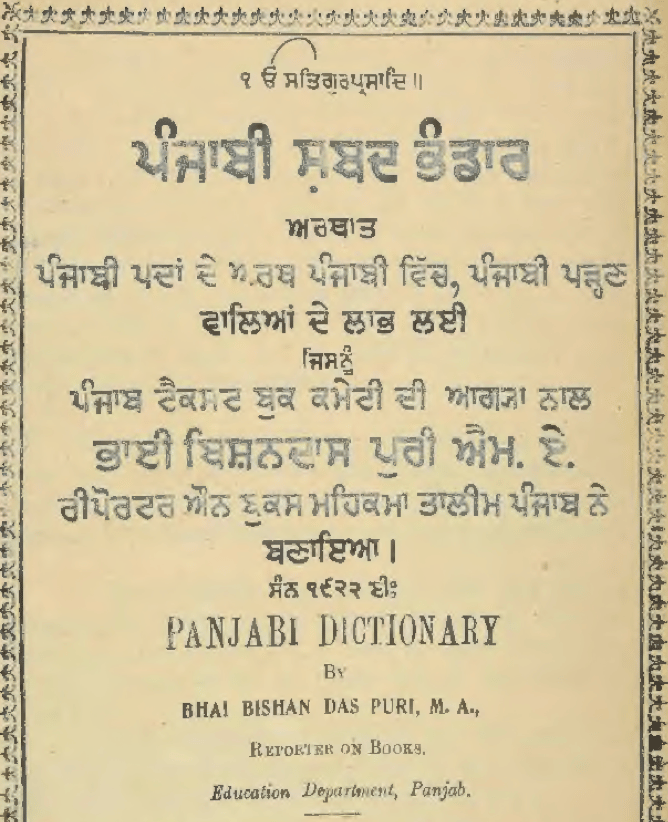 ੧ ਓ ਸਤਿਗੁਰਪ੍ਰਸਾਦਿ॥
ਪੰਜਾਬੀ ਸ਼ਬਦ ਭੰਡਾਰ
ਅਰਥਾਤ
ਪੰਜਾਬੀ ਪਦਾਂ ਦੇ ਅਰਥ ਪੰਜਾਬੀ ਵਿੱਚ, ਪੰਜਾਬੀ ਪੜ੍ਹਣ
ਵਾਲਿਆਂ ਦੇ ਲਾਭ ਲਈ
ਜਿਸਨੂੰ
ਪੰਜਾਬ ਟੈਕਸਟ ਬੁਕ ਕਮੇਟੀ ਦੀ ਆਗਯਾ ਨਾਲ
ਭਾਈ ਬਿਸ਼ਨਦਾਸ ਪੁਰੀ ਐਮ. ਏ.
ਰੀਪੋਰਟਰ ਔਨ ਬੁਕਸ ਮਹਿਕਮਾ ਤਾਲੀਮ ਪੰਜਾਬ ਨੇ
ਬਣਾਇਆ।
ਸੰਨ ੧੯੨੨ ਈਃ
PANJABI DICTIONARY
BY
BHAI BISHAN DAS PURI, M. A.,
REPORTER ON BOOKS,
Education Department, Panjab.